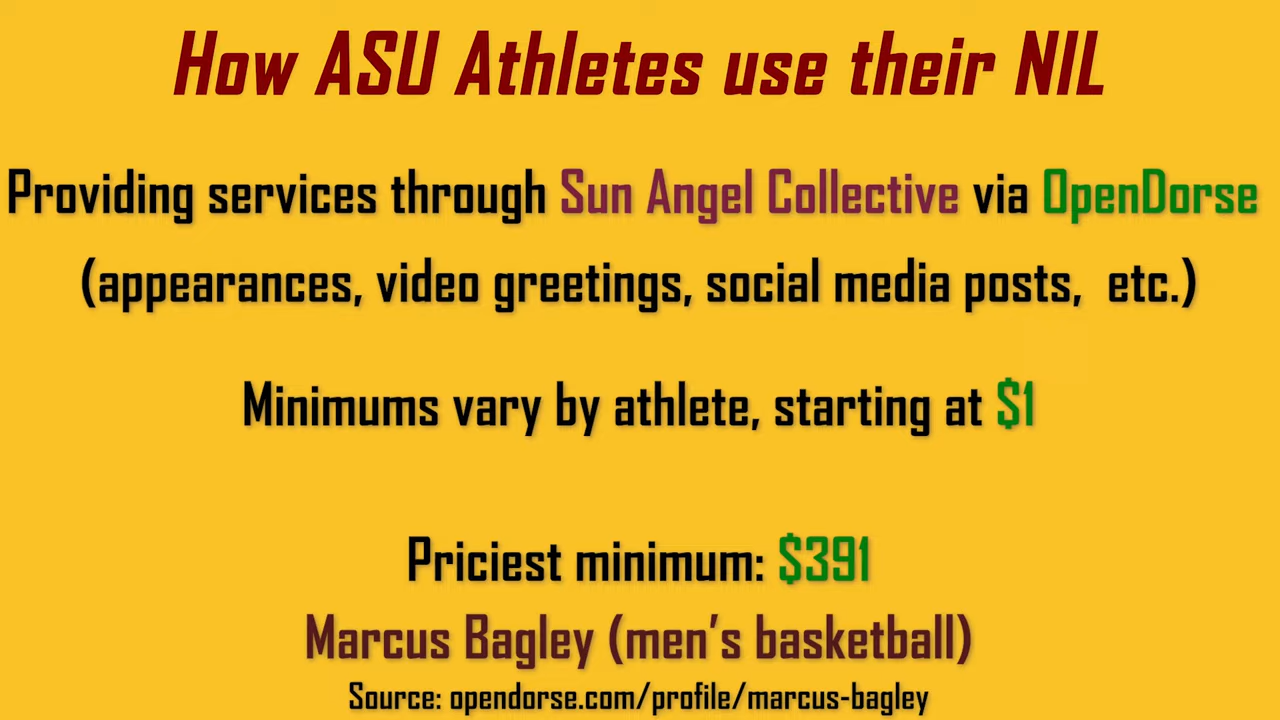 How ASU Athletes use their NIL
Providing services through Sun Angel Collective via OpenDorse
(appearances, video greetings, social media posts, etc.)
Minimums vary by athlete, starting at $1
Priciest minimum: $391
Marcus Bagley (men’s basketball)
Source: opendorse.com/profile/marcus-bagley